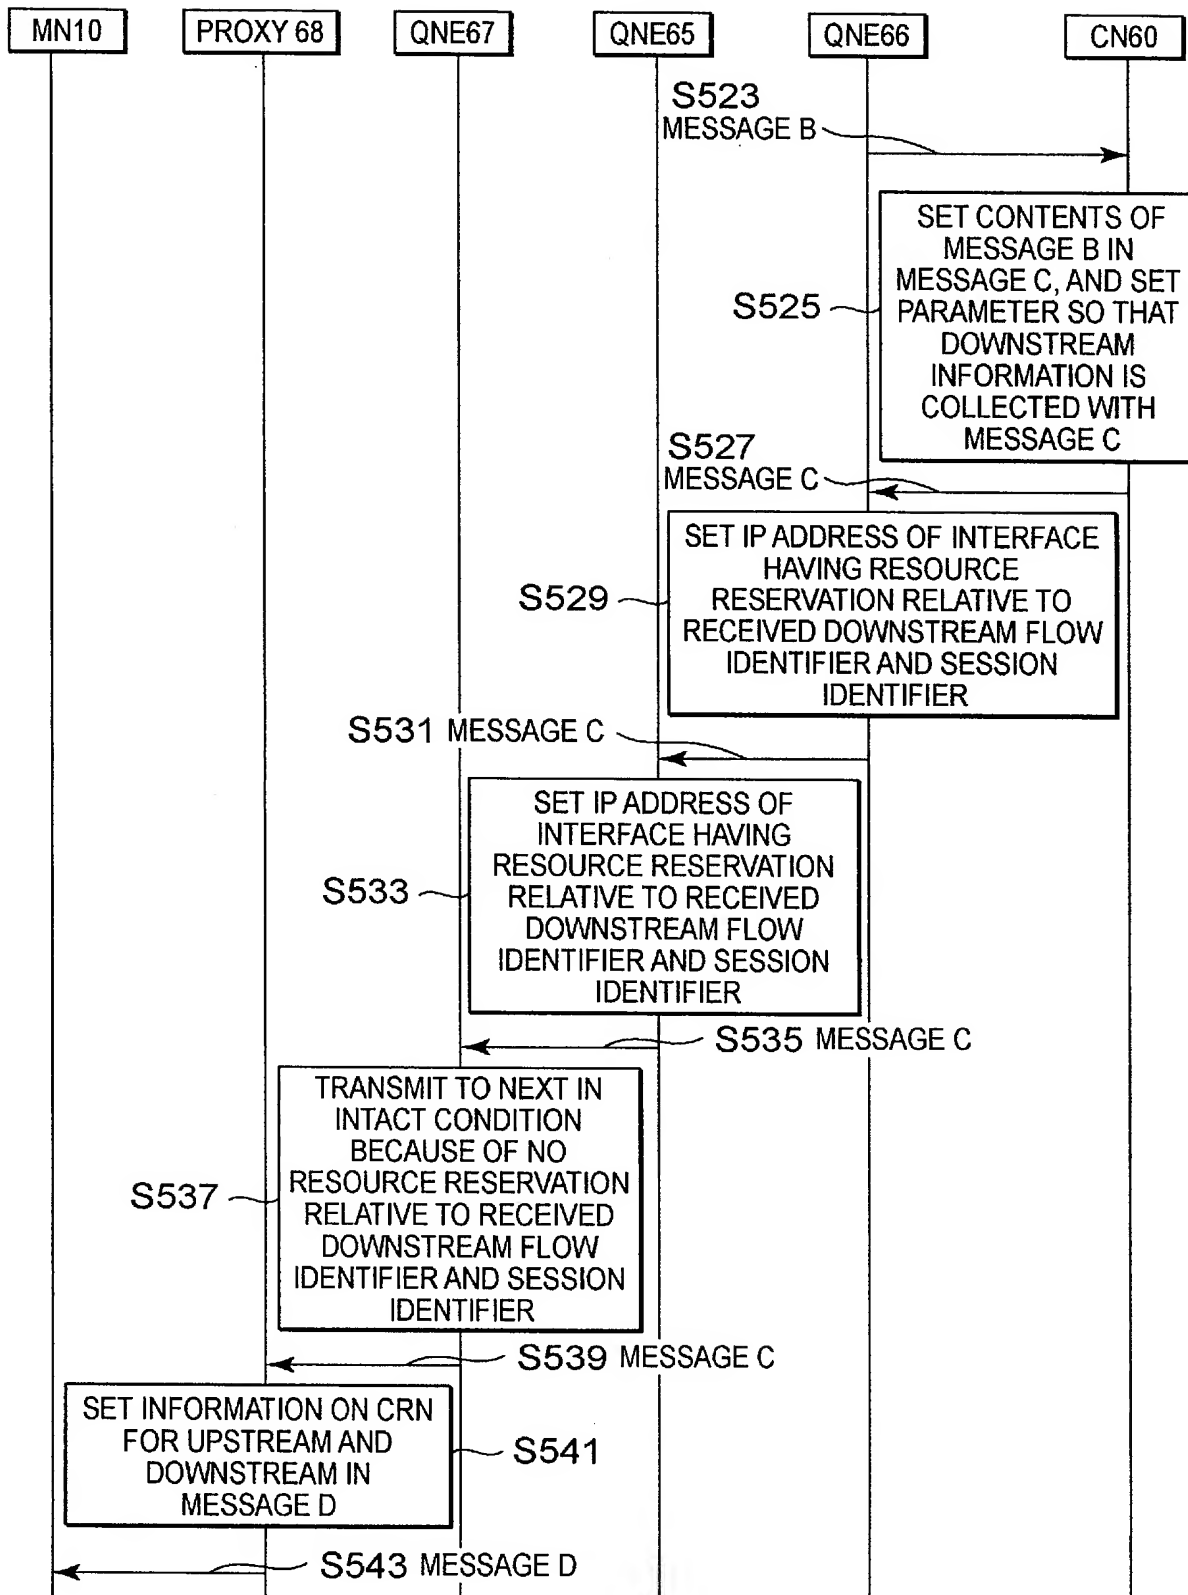 MN10
PROXY 68
QNE67
QNE65
QNE66
CN60
S523
MESSAGE B
SET CONTENTS OF
MESSAGE B IN
MESSAGE C, AND SET
PARAMETER SO THAT
DOWNSTREAM
INFORMATION IS
COLLECTED WITH
MESSAGE C
S525
S527
MESSAGE C
SET IP ADDRESS OF INTERFACE
HAVING RESOURCE
RESERVATION RELATIVE TO
RECEIVED DOWNSTREAM FLOW
IDENTIFIER AND SESSION
IDENTIFIER
S529
S531 MESSAGE C
SET IP ADDRESS OF
INTERFACE HAVING
RESOURCE RESERVATION
RELATIVE TO RECEIVED
DOWNSTREAM FLOW
IDENTIFIER AND SESSION
IDENTIFIER
S533
S535 MESSAGE C
TRANSMIT TO NEXT IN
INTACT CONDITION
BECAUSE OF NO
RESOURCE RESERVATION
RELATIVE TO RECEIVED
DOWNSTREAM FLOW
IDENTIFIER AND SESSION
IDENTIFIER
S537
S539 MESSAGE C
SET INFORMATION ON CRN
FOR UPSTREAM AND
DOWNSTREAM IN
MESSAGE D
S541
S543 MESSAGE D